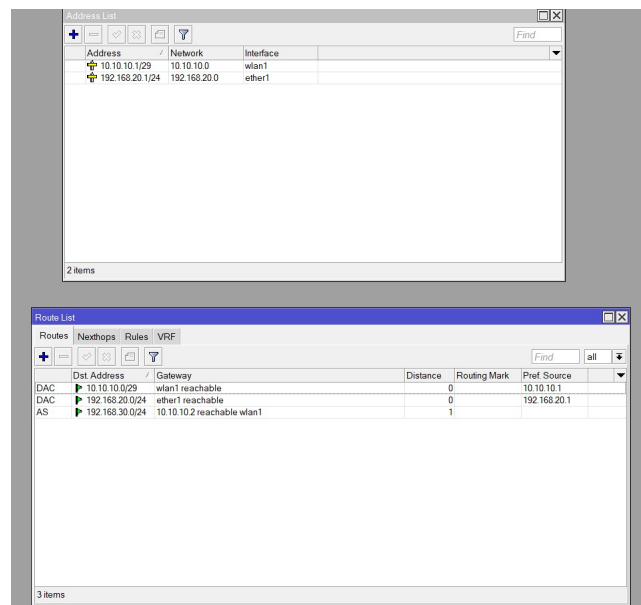 Address List
Find
Address / Network Interface
10.10.10.1/29 10.10.10.0 wlan1
192.168.20.1/24 192.168.20.0 ether1
2 items
Route List
Routes Nexthops Rules VRF
Find all
Dst. Address / Gateway Distance Routing Mark Pref. Source
DAC 10.10.10.0/29 wlan1 reachable 0 10.10.10.1
DAC 192.168.20.0/24 ether1 reachable 0 192.168.20.1
AS 192.168.30.0/24 10.10.10.2 reachable wlan1 1
3 items